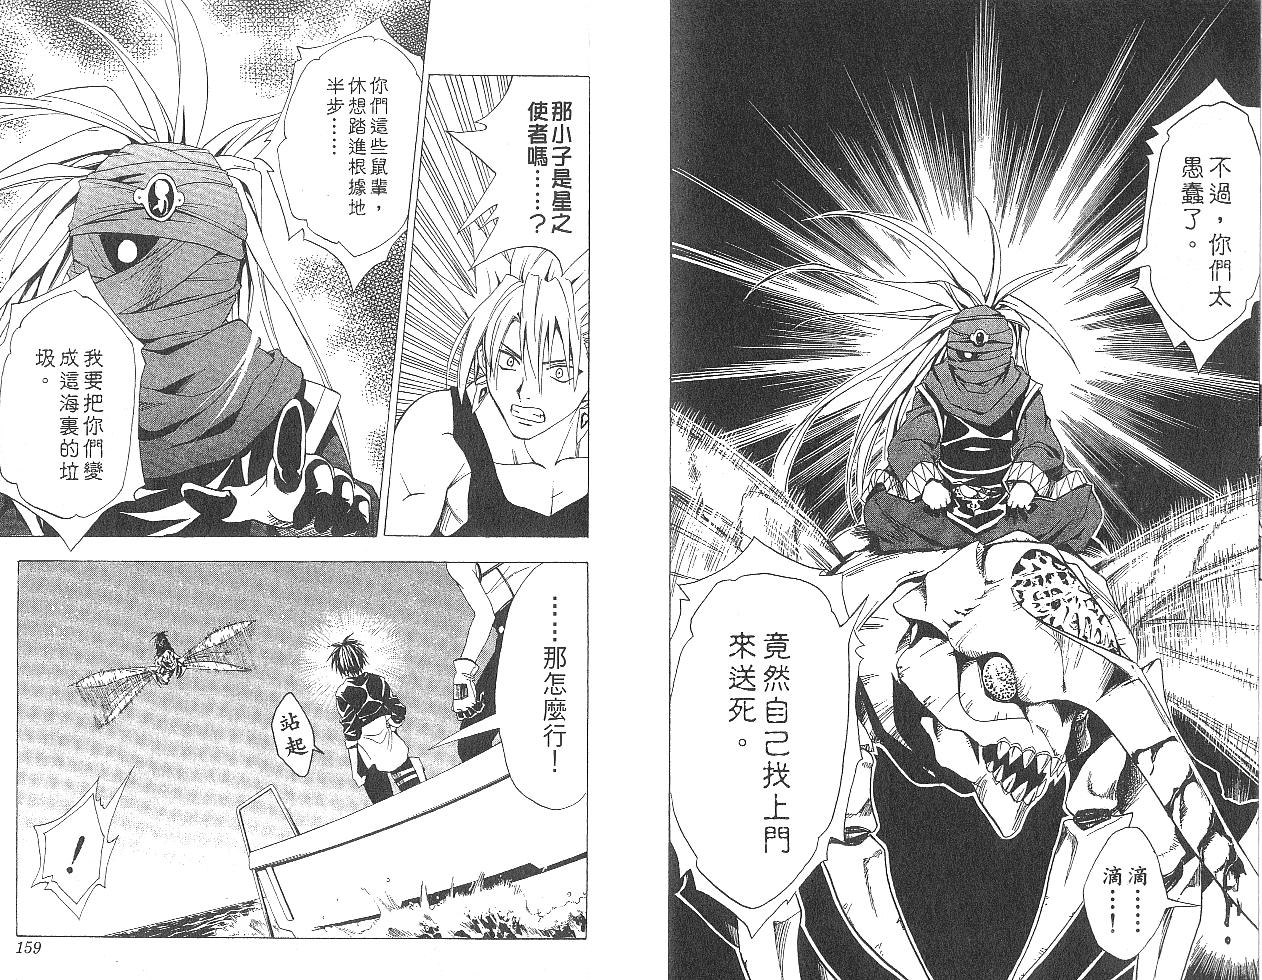 不過，你們太
愚蠢了。
竟然自己找上門
來送死。
滴……
滴……
那小子是星之
使者嗎……？
你們這些鼠輩，
休想踏進根據地
半步……
我要把你們變
成這海裏的垃
圾。
……那怎麼行！
站起
！
159